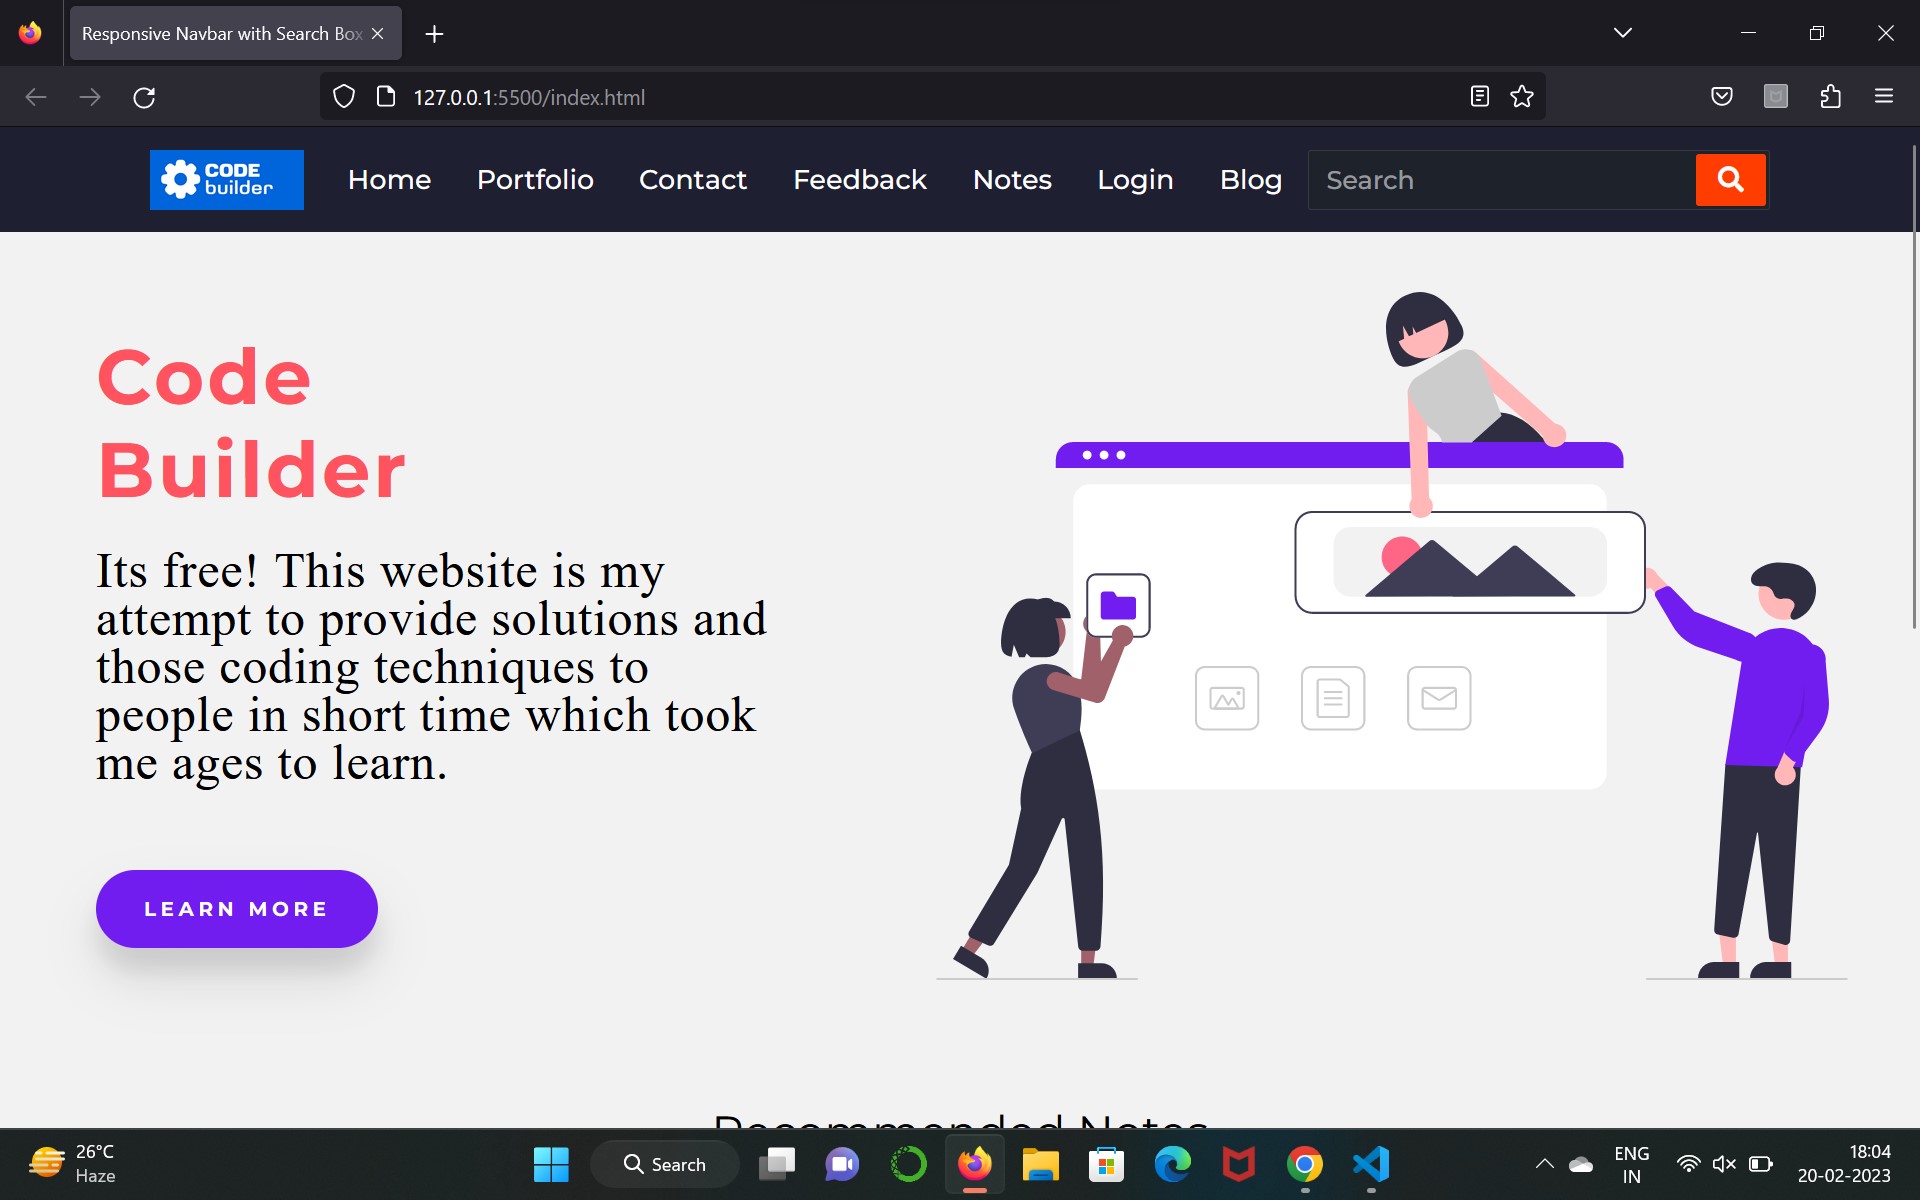 Responsive Navbar with Search Box
127.0.0.1:5500/index.html
CODE
builder
Home Portfolio Contact Feedback Notes Login Blog Search
Code
Builder
Its free! This website is my
attempt to provide solutions and
those coding techniques to
people in short time which took
me ages to learn.
LEARN MORE
Recommended Notes
26°C
Haze
Search
ENG
IN
18:04
20-02-2023